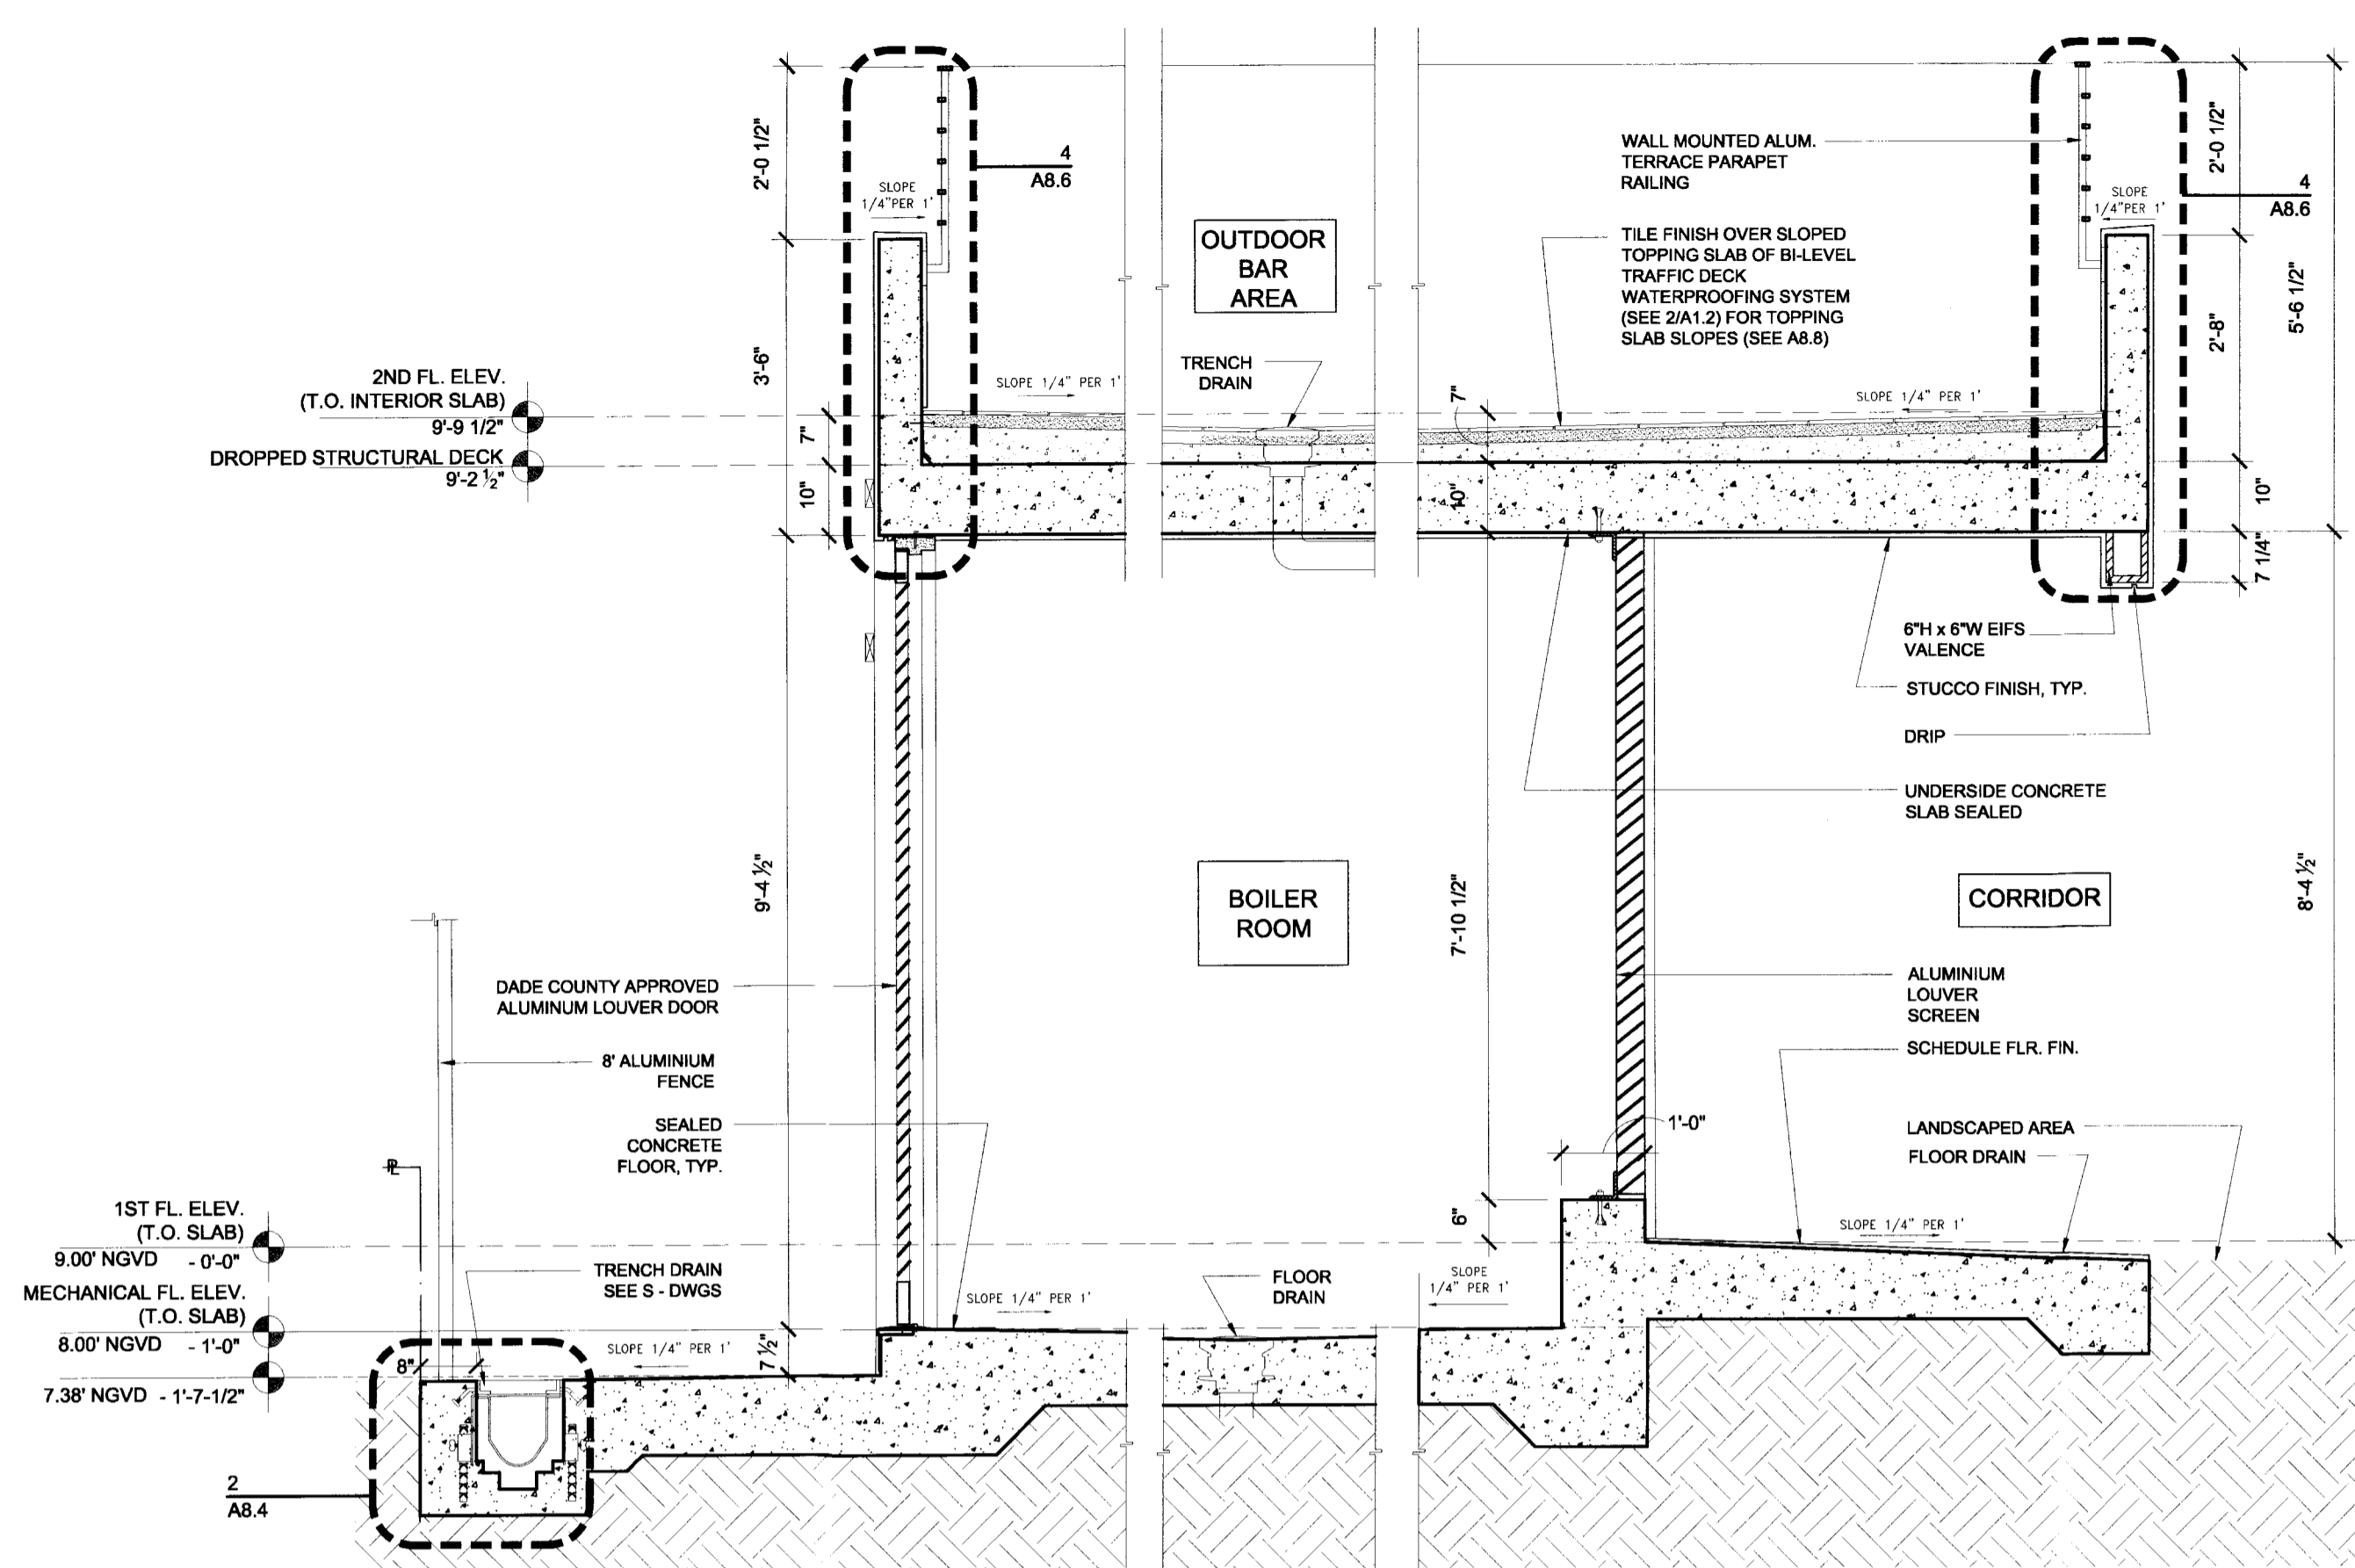 2'-0 1/2"
3'-6"
7"
10"
9'-4 ½"
7 ½"
SLOPE
1/4"PER 1'
4
A8.6
2ND FL. ELEV.
(T.O. INTERIOR SLAB)
9'-9 1/2"
DROPPED STRUCTURAL DECK
9'-2 ½"
OUTDOOR
BAR
AREA
TRENCH
DRAIN
SLOPE 1/4" PER 1'
WALL MOUNTED ALUM.
TERRACE PARAPET
RAILING
TILE FINISH OVER SLOPED
TOPPING SLAB OF BI-LEVEL
TRAFFIC DECK
WATERPROOFING SYSTEM
(SEE 2/A1.2) FOR TOPPING
SLAB SLOPES (SEE A8.8)
SLOPE 1/4" PER 1'
7"
10"
SLOPE
1/4"PER 1'
4
A8.6
2'-0 1/2"
2'-8"
5'-6 1/2"
10"
7 1/4"
6"H x 6"W EIFS
VALENCE
STUCCO FINISH, TYP.
DRIP
UNDERSIDE CONCRETE
SLAB SEALED
8'-4 ½"
BOILER
ROOM
7'-10 1/2"
CORRIDOR
DADE COUNTY APPROVED
ALUMINUM LOUVER DOOR
8' ALUMINIUM
FENCE
SEALED
CONCRETE
FLOOR, TYP.
ALUMINIUM
LOUVER
SCREEN
SCHEDULE FLR. FIN.
1'-0"
LANDSCAPED AREA
FLOOR DRAIN
PL
1ST FL. ELEV.
(T.O. SLAB)
9.00' NGVD - 0'-0"
MECHANICAL FL. ELEV.
(T.O. SLAB)
8.00' NGVD - 1'-0"
7.38' NGVD - 1'-7-1/2"
TRENCH DRAIN
SEE S - DWGS
8"
SLOPE 1/4" PER 1'
SLOPE 1/4" PER 1'
FLOOR
DRAIN
6"
SLOPE
1/4" PER 1'
SLOPE 1/4" PER 1'
2
A8.4